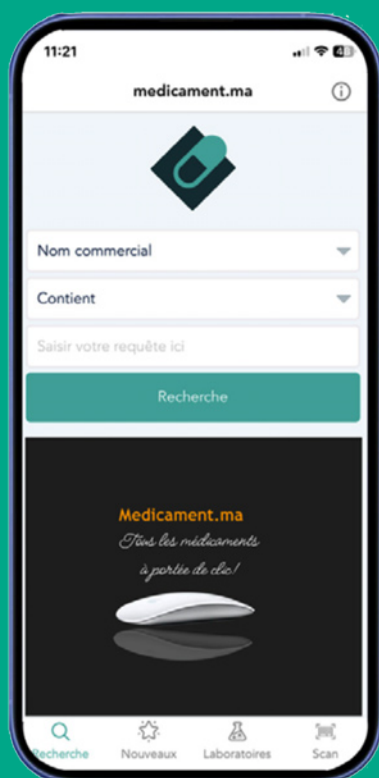 11:21
medicament.ma
Nom commercial
Contient
Saisir votre requête ici
Recherche
Medicament.ma
Tous les médicaments
à portée de clic!
Recherche
Nouveaux
Laboratoires
Scan